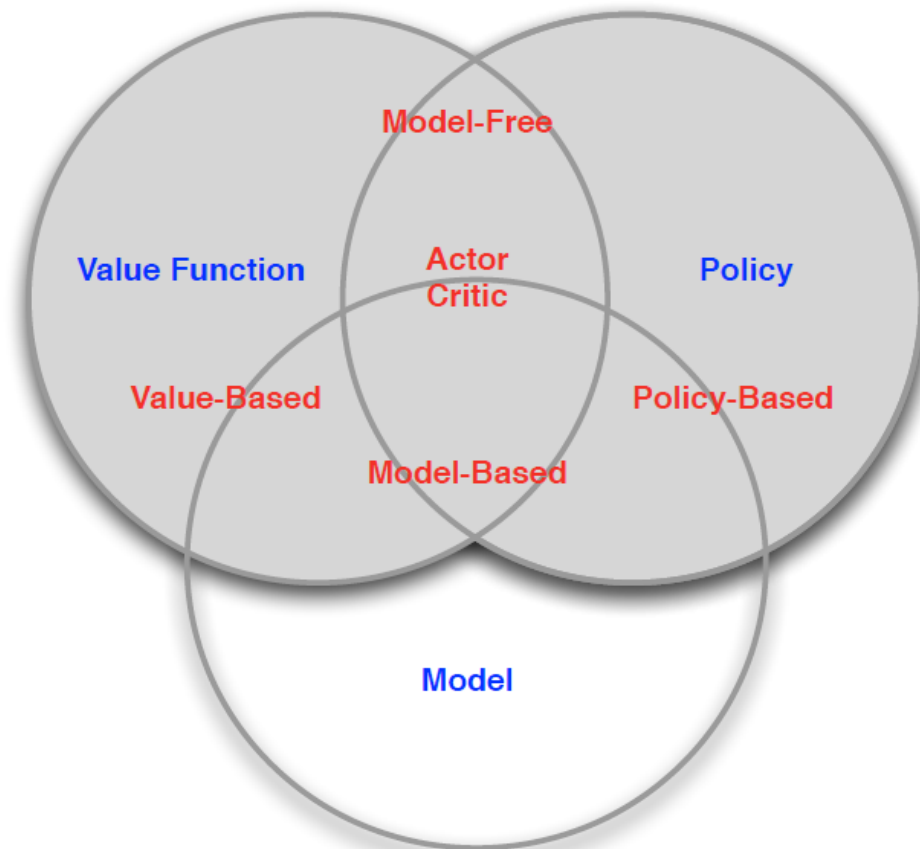 Model-Free
Actor
Critic
Value Function
Policy
Value-Based
Policy-Based
Model-Based
Model